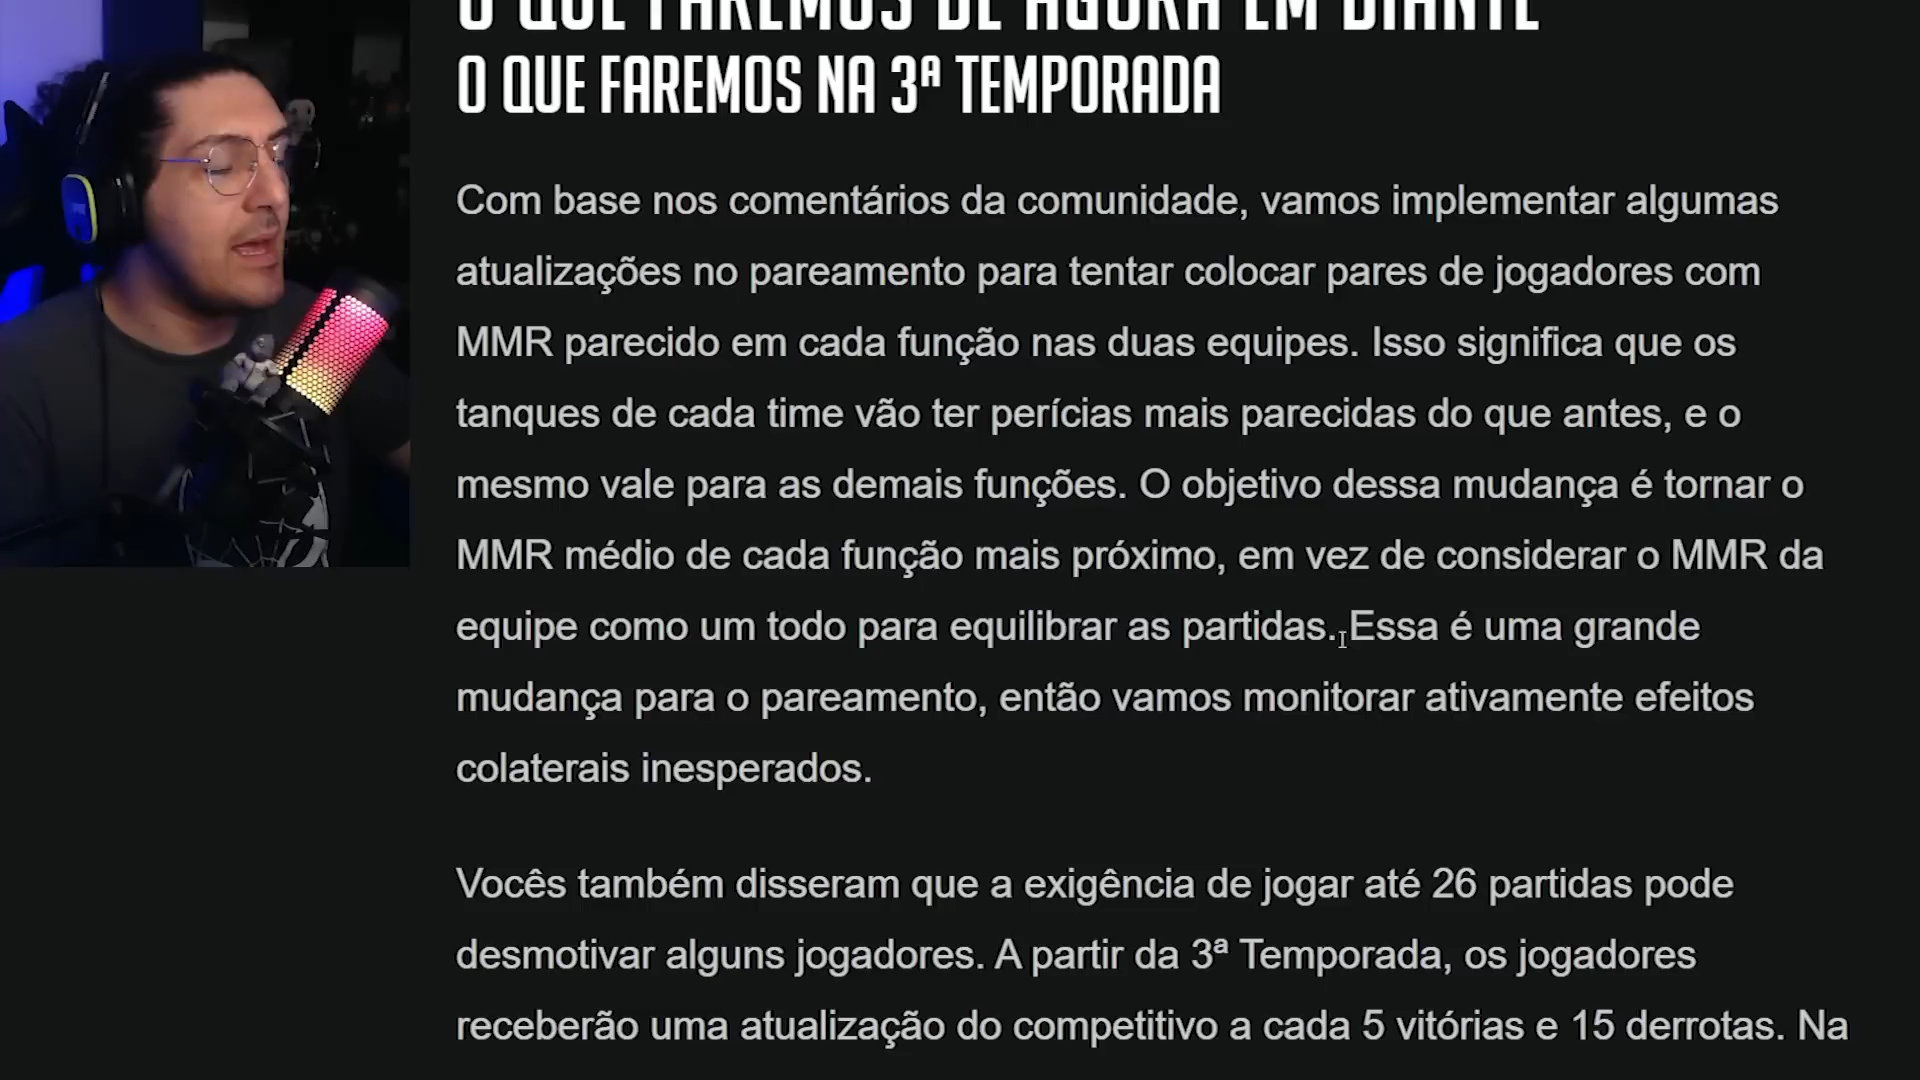 O QUE FAREMOS DE AGORA EM DIANTE
O QUE FAREMOS NA 3ª TEMPORADA
Com base nos comentários da comunidade, vamos implementar algumas
atualizações no pareamento para tentar colocar pares de jogadores com
MMR parecido em cada função nas duas equipes. Isso significa que os
tanques de cada time vão ter perícias mais parecidas do que antes, e o
mesmo vale para as demais funções. O objetivo dessa mudança é tornar o
MMR médio de cada função mais próximo, em vez de considerar o MMR da
equipe como um todo para equilibrar as partidas. Essa é uma grande
mudança para o pareamento, então vamos monitorar ativamente efeitos
colaterais inesperados.
Vocês também disseram que a exigência de jogar até 26 partidas pode
desmotivar alguns jogadores. A partir da 3ª Temporada, os jogadores
receberão uma atualização do competitivo a cada 5 vitórias e 15 derrotas. Na